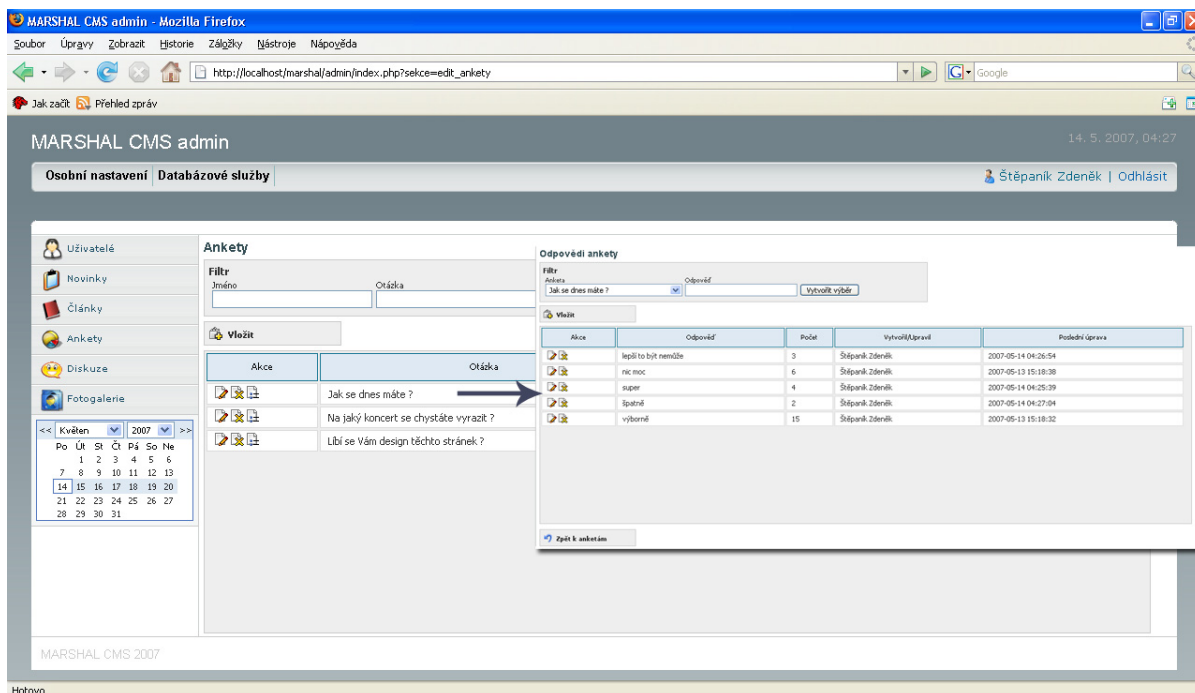 MARSHAL CMS admin - Mozilla Firefox
Soubor Úpravy Zobrazit Historie Záložky Nástroje Nápověda
http://localhost/marshal/admin/index.php?sekce=edit_ankety
G Google
Jak začít Přehled zpráv
MARSHAL CMS admin
14. 5. 2007, 04:27
Osobní nastavení Databázové služby
Štěpaník Zdeněk | Odhlásit
Uživatelé
Novinky
Články
Ankety
Diskuze
Fotogalerie
<< Květen 2007 >>
Po Út St Čt Pá So Ne
1 2 3 4 5 6
7 8 9 10 11 12 13
14 15 16 17 18 19 20
21 22 23 24 25 26 27
28 29 30 31
Ankety
Filtr
Jméno Otázka
Vložit
Akce Otázka
Jak se dnes máte ?
Na jaký koncert se chystáte vyrazit ?
Líbí se Vám design těchto stránek ?
Odpovědi ankety
Filtr
Anketa Odpověď
Jak se dnes máte ? Vytvořit výběr
Vložit
Akce Odpověď Počet Vytvořil/Upravil Poslední úprava
lepší to být nemůže 3 Štěpaník Zdeněk 2007-05-14 04:26:54
nic moc 6 Štěpaník Zdeněk 2007-05-13 15:18:38
super 4 Štěpaník Zdeněk 2007-05-14 04:25:39
špatně 2 Štěpaník Zdeněk 2007-05-14 04:27:04
výborně 15 Štěpaník Zdeněk 2007-05-13 15:18:32
Zpět k anketám
MARSHAL CMS 2007
Hotovo